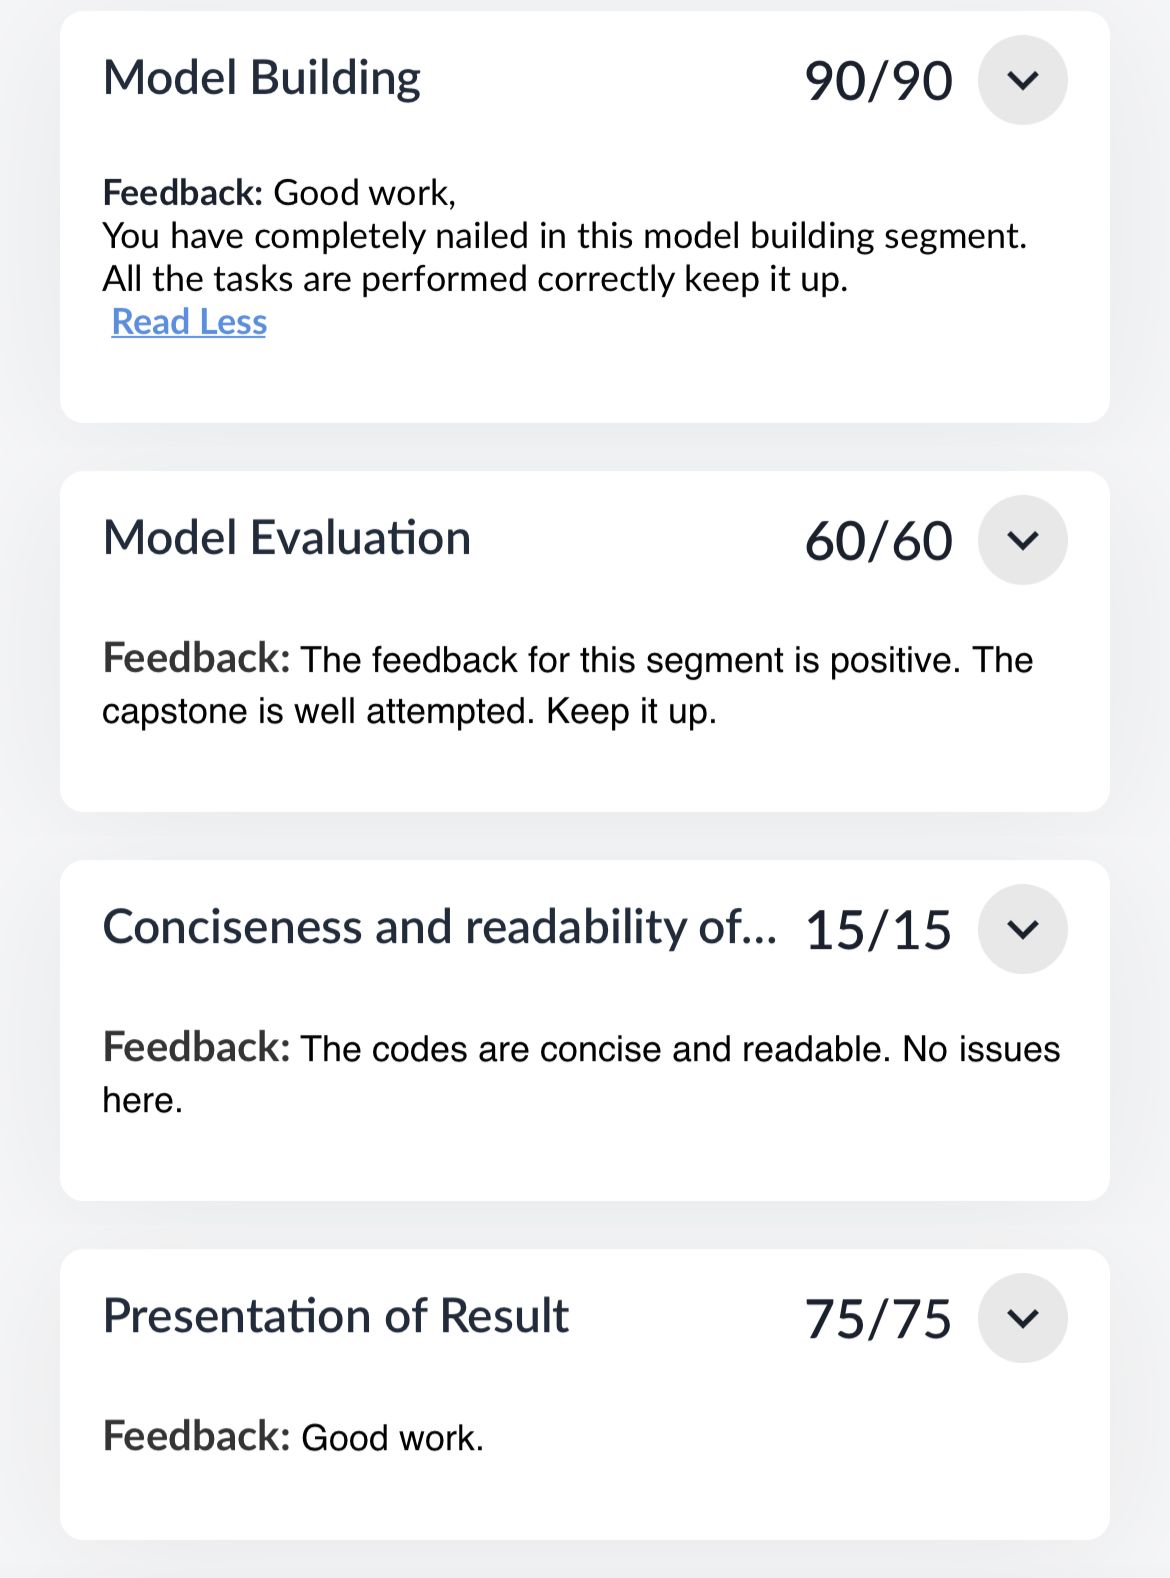 Model Building 90/90
Feedback: Good work,
You have completely nailed in this model building segment.
All the tasks are performed correctly keep it up.
Read Less
Model Evaluation 60/60
Feedback: The feedback for this segment is positive. The
capstone is well attempted. Keep it up.
Conciseness and readability of... 15/15
Feedback: The codes are concise and readable. No issues
here.
Presentation of Result 75/75
Feedback: Good work.